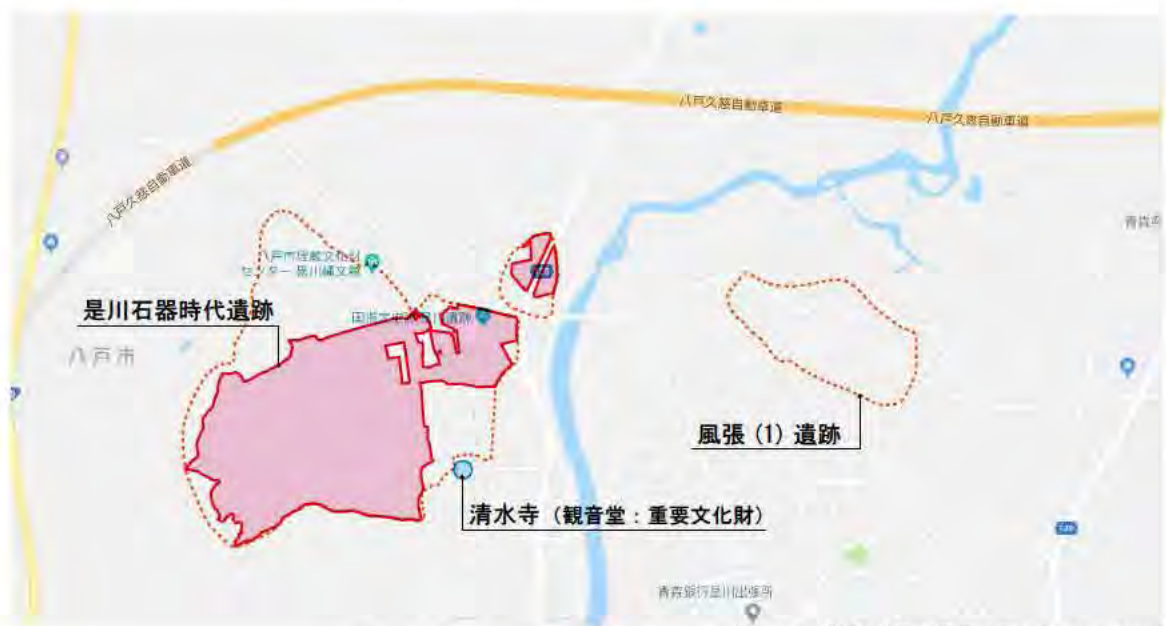 八戸久慈自動車道
八戸久慈自動車道
八戸久慈自動車道
八戸市埋蔵文化財
センター 是川縄文館
是川石器時代遺跡
八戸市
風張 (1) 遺跡
清水寺 (観音堂:重要文化財)
青森銀行是川出張所